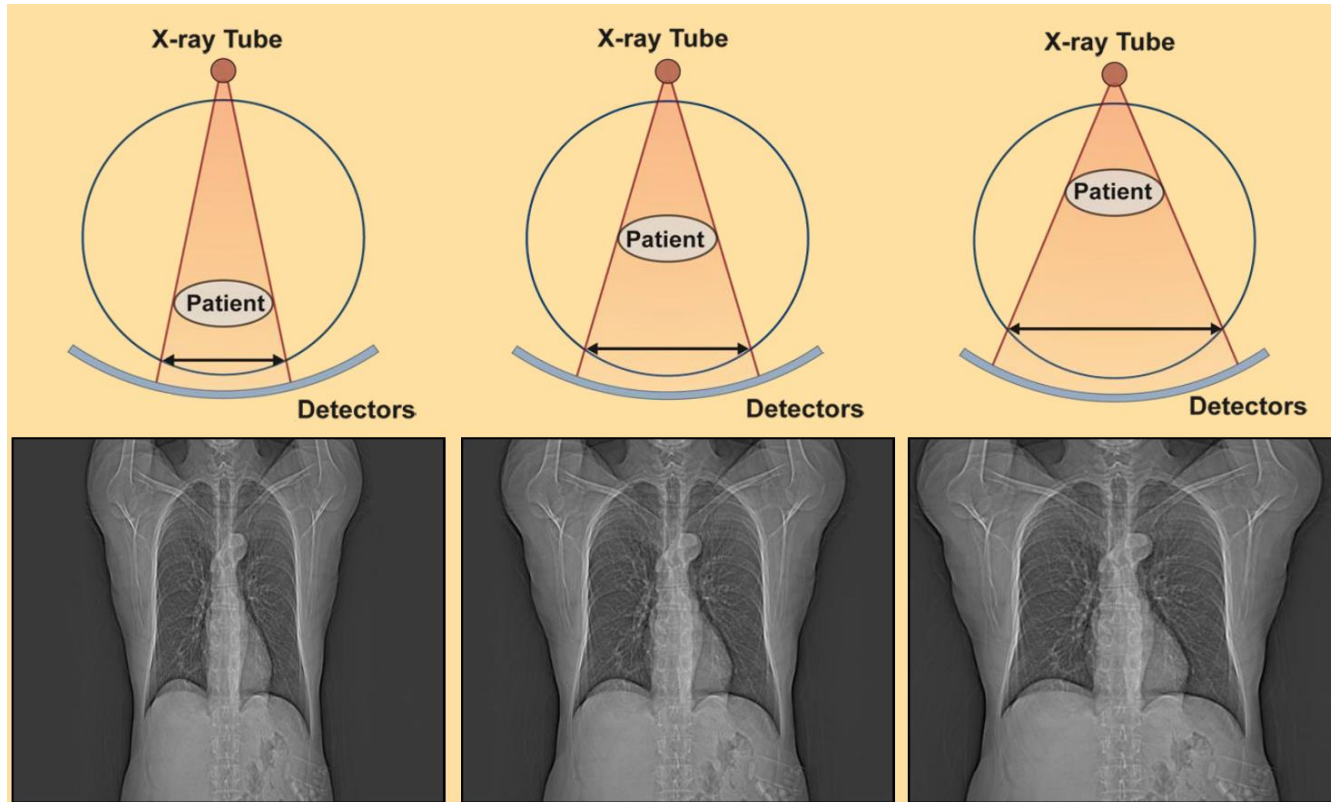 X-ray Tube
Patient
Detectors
X-ray Tube
Patient
Detectors
X-ray Tube
Patient
Detectors